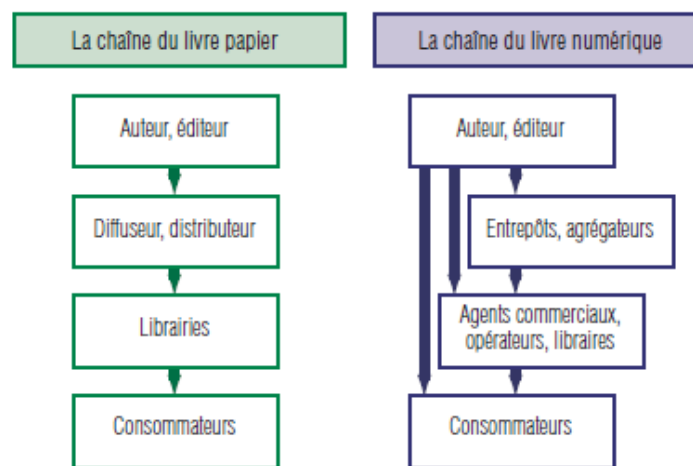 La chaîne du livre papier
Auteur, éditeur
Diffuseur, distributeur
Librairies
Consommateurs
La chaîne du livre numérique
Auteur, éditeur
Entrepôts, agrégateurs
Agents commerciaux,
opérateurs, libraires
Consommateurs